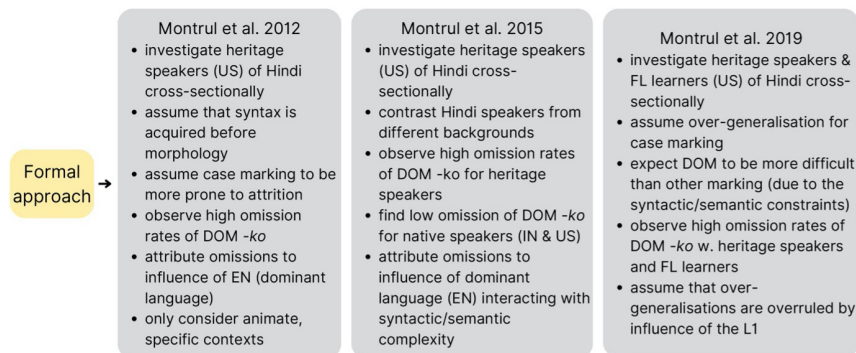 Formal
approach
Montrul et al. 2012
• investigate heritage
speakers (US) of Hindi
cross-sectionally
• assume that syntax is
acquired before
morphology
• assume case marking to be
more prone to attrition
• observe high omission
rates of DOM -ko
• attribute omissions to
influence of EN (dominant
language)
• only consider animate,
specific contexts
Montrul et al. 2015
• investigate heritage speakers
(US) of Hindi cross-
sectionally
• contrast Hindi speakers from
different backgrounds
• observe high omission rates
of DOM -ko for heritage
speakers
• find low omission of DOM -ko
for native speakers (IN & US)
• attribute omissions to
influence of dominant
language (EN) interacting with
syntactic/semantic
complexity
Montrul et al. 2019
• investigate heritage speakers &
FL learners (US) of Hindi cross-
sectionally
• assume over-generalisation for
case marking
• expect DOM to be more difficult
than other marking (due to the
syntactic/semantic constraints)
• observe high omission rates of
DOM -ko w. heritage speakers
and FL learners
• assume that over-
generalisations are overruled by
influence of the L1